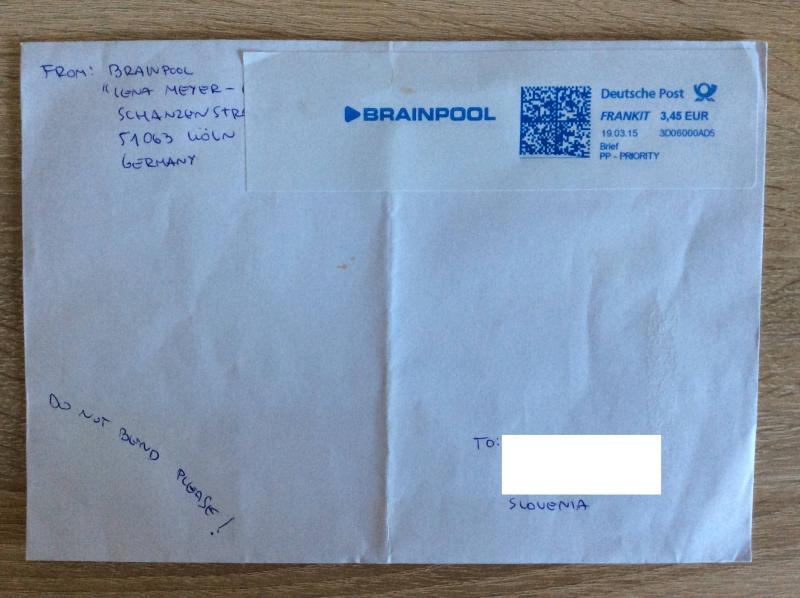 FROM: BRAINPOOL
"LENA MEYER-
SCHANZENSTR
51063 KÖLN
GERMANY
BRAINPOOL
Deutsche Post
FRANKIT 3,45 EUR
19.03.15 3D06000AD5
Brief
PP - PRIORITY
DO NOT BEND PLEASE!
TO:
SLOVENIA